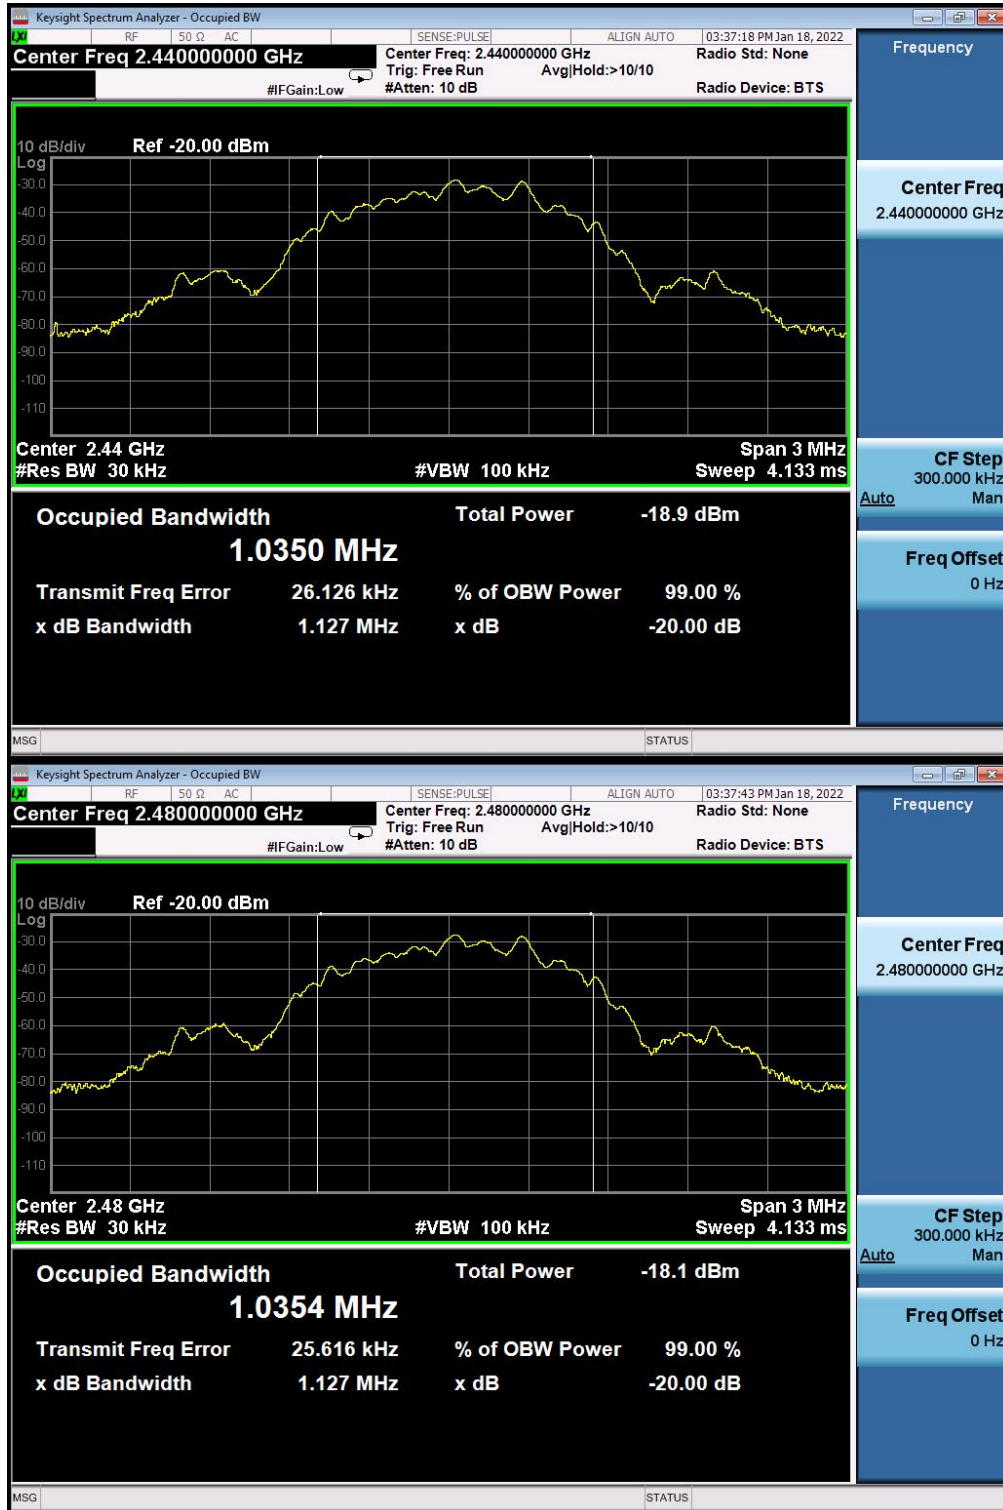 Keysight Spectrum Analyzer - Occupied BW
LXI RF 50 Ω AC SENSE:PULSE ALIGN AUTO 03:37:18 PM Jan 18, 2022
Center Freq 2.440000000 GHz
Center Freq: 2.440000000 GHz
Radio Std: None
Trig: Free Run Avg|Hold:>10/10
#IFGain:Low #Atten: 10 dB Radio Device: BTS
10 dB/div Ref -20.00 dBm
Log
-30.0
-40.0
-50.0
-60.0
-70.0
-80.0
-90.0
-100
-110
Center 2.44 GHz Span 3 MHz
#Res BW 30 kHz #VBW 100 kHz Sweep 4.133 ms
Occupied Bandwidth Total Power -18.9 dBm
1.0350 MHz
Transmit Freq Error 26.126 kHz % of OBW Power 99.00 %
x dB Bandwidth 1.127 MHz x dB -20.00 dB
MSG STATUS
Frequency
Center Freq
2.440000000 GHz
CF Step
300.000 kHz
Auto Man
Freq Offset
0 Hz
Keysight Spectrum Analyzer - Occupied BW
LXI RF 50 Ω AC SENSE:PULSE ALIGN AUTO 03:37:43 PM Jan 18, 2022
Center Freq 2.480000000 GHz
Center Freq: 2.480000000 GHz
Radio Std: None
Trig: Free Run Avg|Hold:>10/10
#IFGain:Low #Atten: 10 dB Radio Device: BTS
10 dB/div Ref -20.00 dBm
Log
-30.0
-40.0
-50.0
-60.0
-70.0
-80.0
-90.0
-100
-110
Center 2.48 GHz Span 3 MHz
#Res BW 30 kHz #VBW 100 kHz Sweep 4.133 ms
Occupied Bandwidth Total Power -18.1 dBm
1.0354 MHz
Transmit Freq Error 25.616 kHz % of OBW Power 99.00 %
x dB Bandwidth 1.127 MHz x dB -20.00 dB
MSG STATUS
Frequency
Center Freq
2.480000000 GHz
CF Step
300.000 kHz
Auto Man
Freq Offset
0 Hz